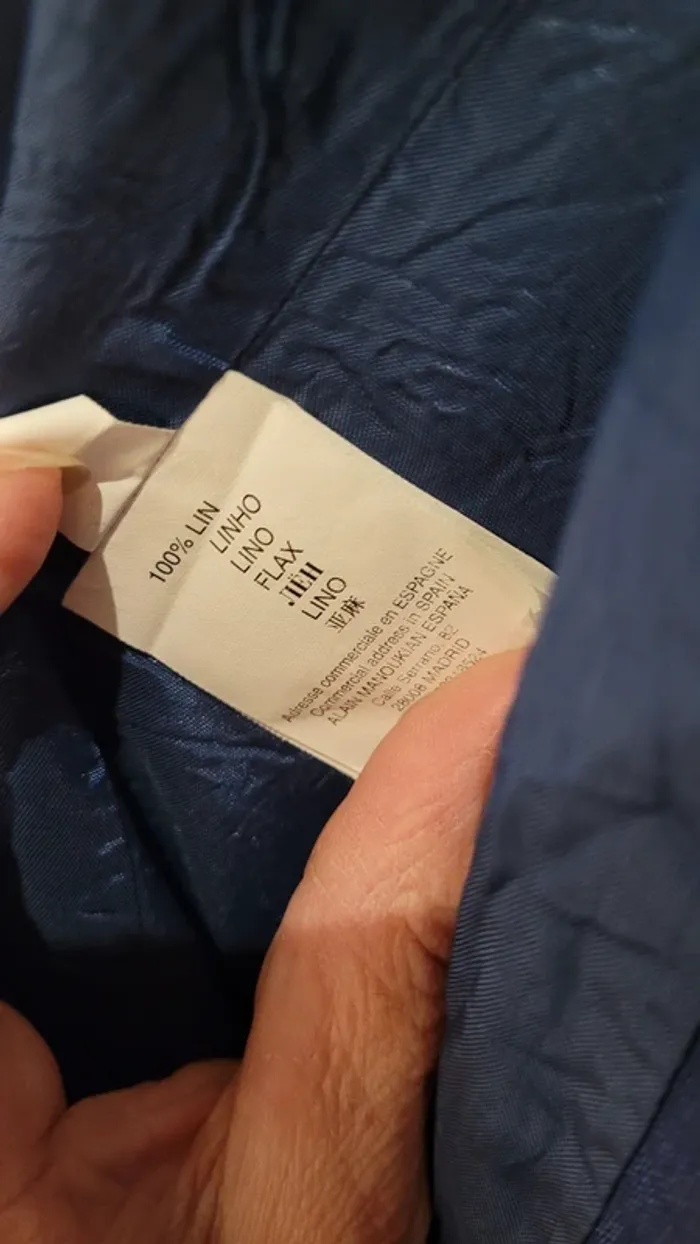 100% LIN
LINHO
LINO
FLAX
ЛЁН
LINO
亚麻
Adresse commerciale en ESPAGNE
Commercial address in SPAIN
ALAIN MANOUKIAN ESPAÑA
Calle Serrano, 82
28006 MADRID